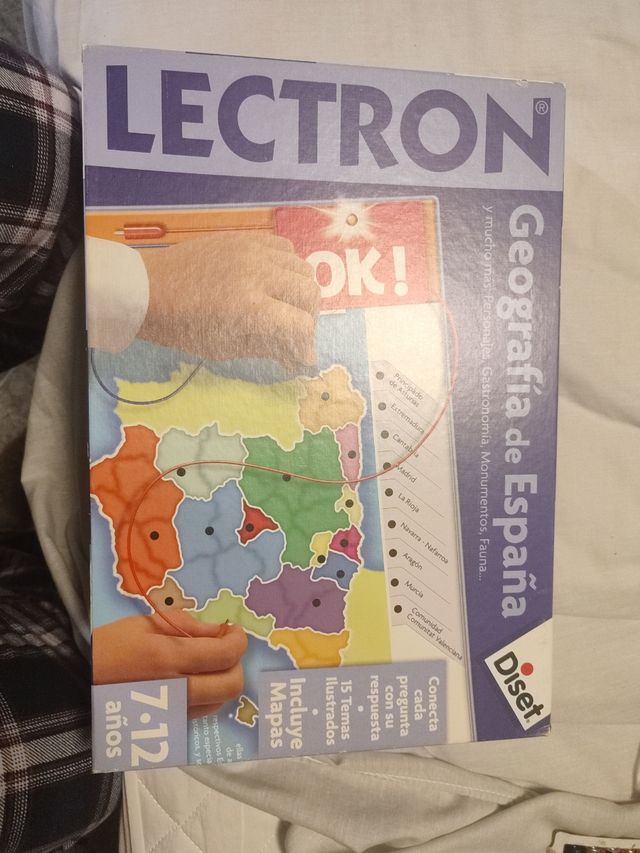 LECTRON®
Geografía de España
y mucho más: Personajes, Gastronomía, Monumentos, Fauna...
OK!
Principado
de Asturias
Extremadura
Cantabria
Madrid
La Rioja
Navarra - Nafarroa
Aragón
Murcia
Comunidad
Comunitat Valenciana
Conecta
cada
pregunta
con su
respuesta
•
15 Temas
Ilustrados
•
Incluye
Mapas
Diset
7•12
años